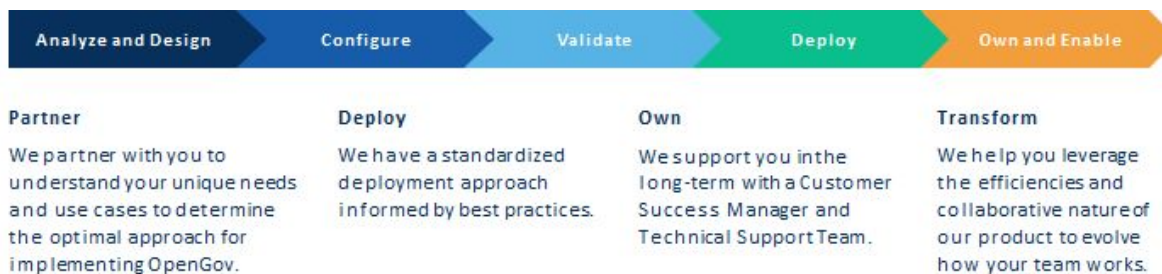 Analyze and Design
Configure
Validate
Deploy
Own and Enable
Partner
We partner with you to
understand your unique needs
and use cases to determine
the optimal approach for
implementing OpenGov.
Deploy
We have a standardized
deployment approach
informed by best practices.
Own
We support you in the
long-term with a Customer
Success Manager and
Technical Support Team.
Transform
We help you leverage
the efficiencies and
collaborative nature of
our product to evolve
how your team works.